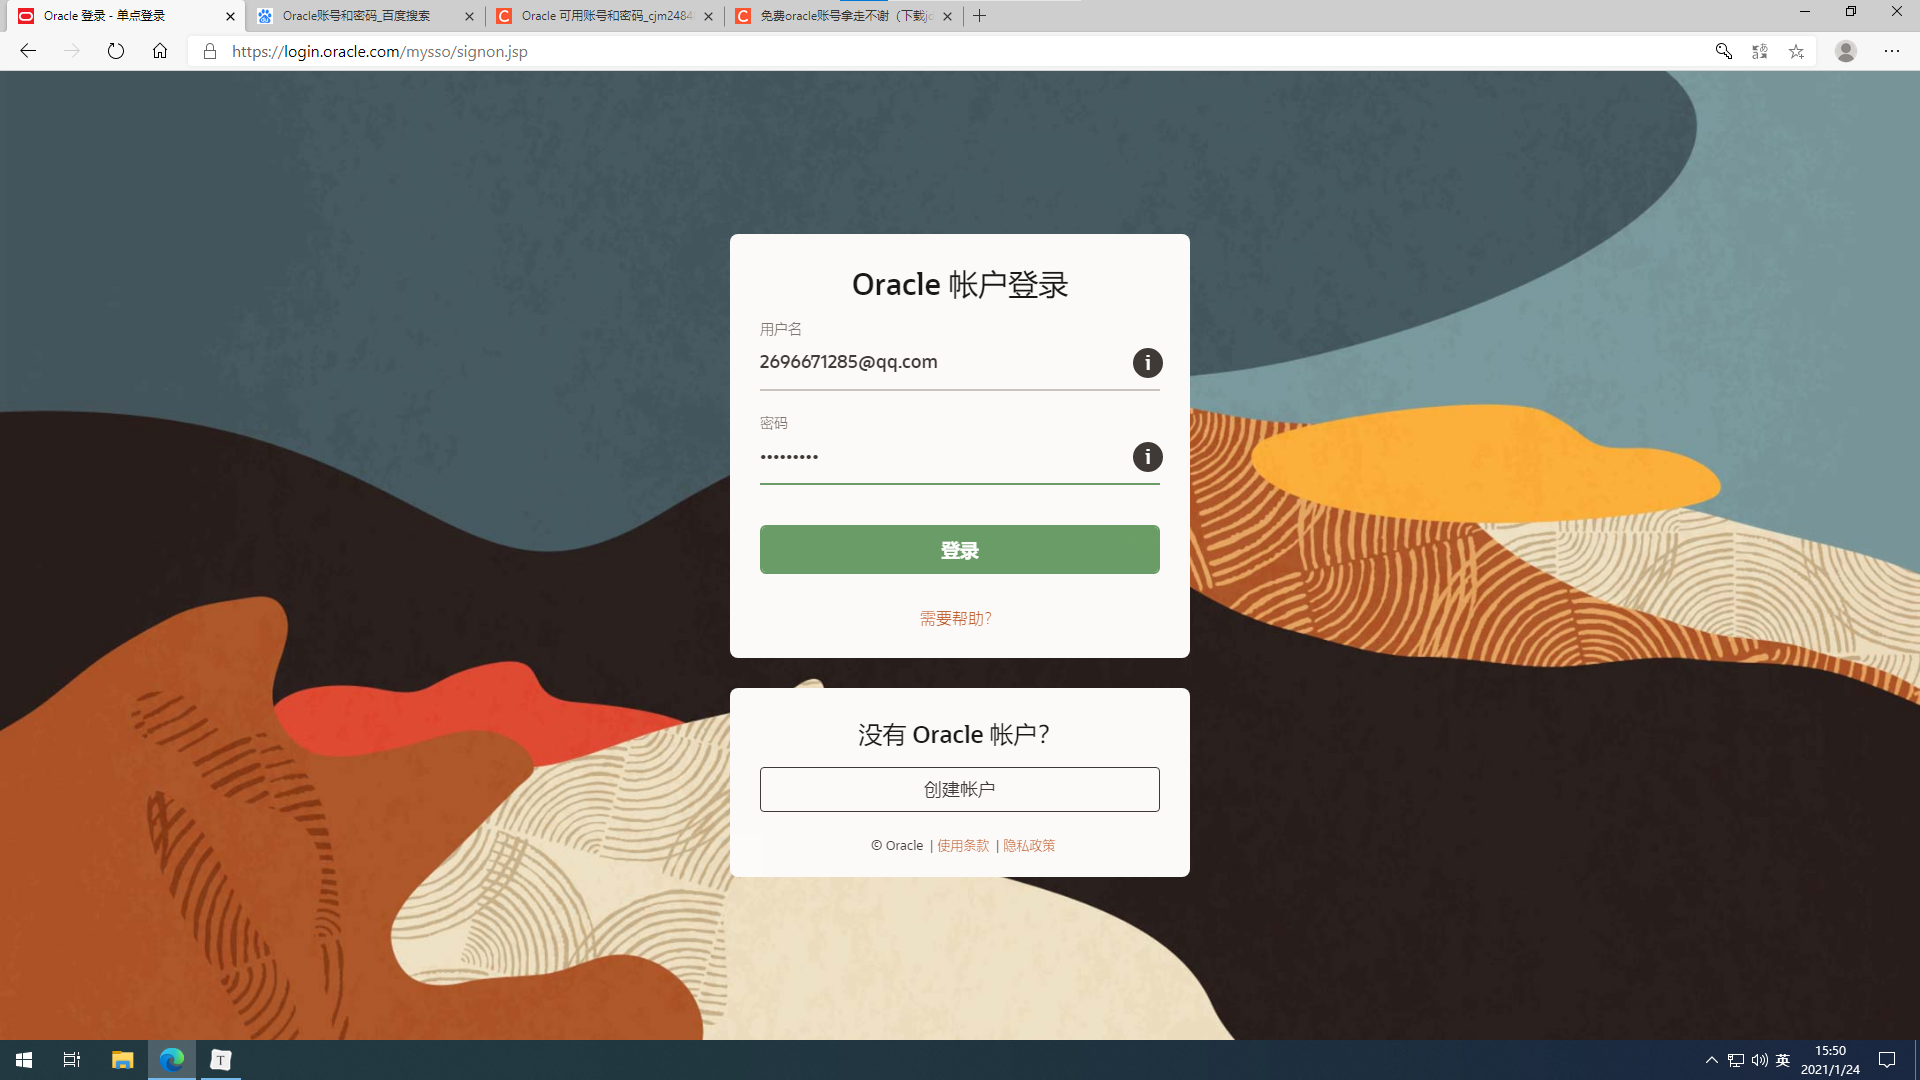 Oracle 登录 - 单点登录
Oracle账号和密码_百度搜索
Oracle 可用账号和密码_cjm2484
免费oracle账号拿走不谢（下载jd
https://login.oracle.com/mysso/signon.jsp
Oracle 帐户登录
用户名
2696671285@qq.com
密码
•••••••••
登录
需要帮助?
没有 Oracle 帐户?
创建帐户
© Oracle | 使用条款 | 隐私政策
英
15:50
2021/1/24